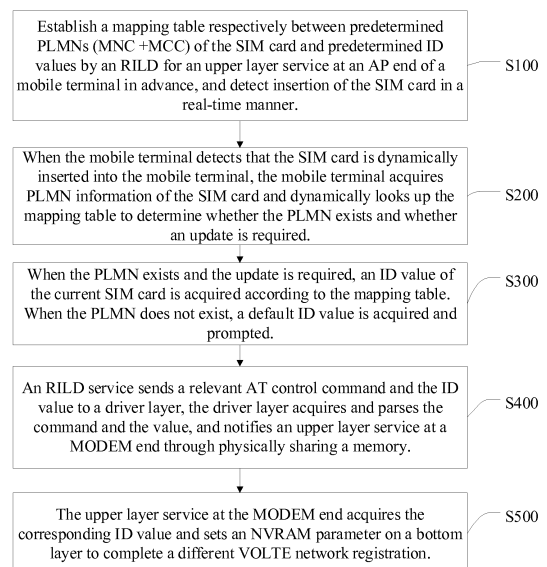 Establish a mapping table respectively between predetermined
PLMNs (MNC +MCC) of the SIM card and predetermined ID
values by an RILD for an upper layer service at an AP end of
a mobile terminal in advance, and detect insertion of the SIM card in a
real-time manner.
S100
When the mobile terminal detects that the SIM card is dynamically
inserted into the mobile terminal, the mobile terminal acquires
PLMN information of the SIM card and dynamically looks up the
mapping table to determine whether the PLMN exists and whether
an update is required.
S200
When the PLMN exists and the update is required, an ID value of
the current SIM card is acquired according to the mapping table.
When the PLMN does not exist, a default ID value is acquired and
prompted.
S300
An RILD service sends a relevant AT control command and the ID
value to a driver layer, the driver layer acquires and parses the
command and the value, and notifies an upper layer service at a
MODEM end through physically sharing a memory.
S400
The upper layer service at the MODEM end acquires the
corresponding ID value and sets an NVRAM parameter on a bottom
layer to complete a different VOLTE network registration.
S500